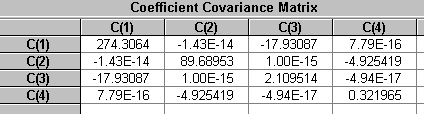 Coefficient Covariance Matrix
C(1) C(2) C(3) C(4)
C(1) 274.3064 -1.43E-14 -17.93087 7.79E-16
C(2) -1.43E-14 89.68953 1.00E-15 -4.925419
C(3) -17.93087 1.00E-15 2.109514 -4.94E-17
C(4) 7.79E-16 -4.925419 -4.94E-17 0.321965